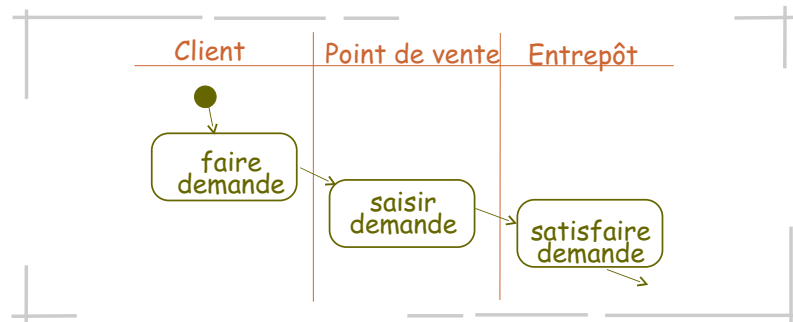 Client
Point de vente
Entrepôt
faire
demande
saisir
demande
satisfaire
demande